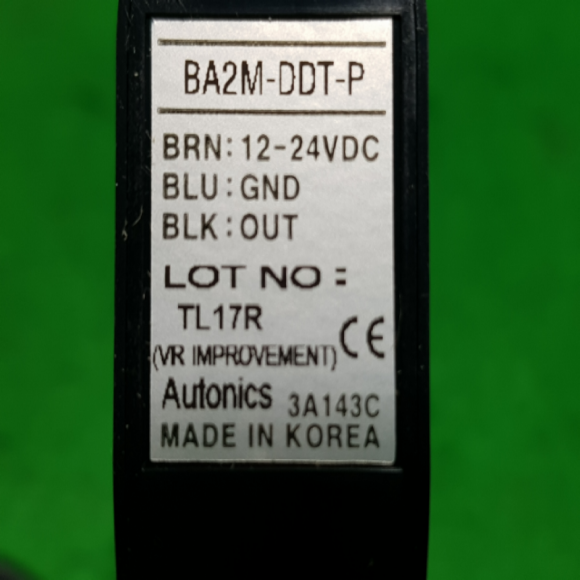 BA2M-DDT-P
BRN: 12-24VDC
BLU : GND
BLK : OUT
LOT NO :
TL17R
(VR IMPROVEMENT)
CE
Autonics 3A143C
MADE IN KOREA